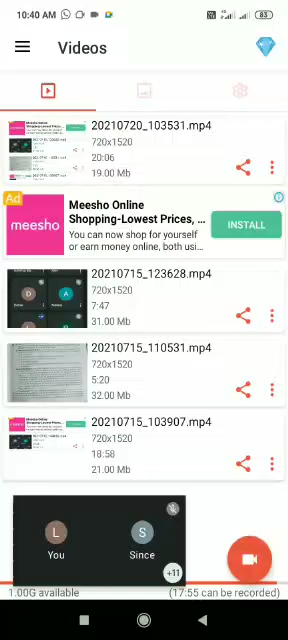 10:40 AM
83
Videos
20210720_103531.mp4
720x1520
20:06
19.00 Mb
Ad
meesho
Meesho Online
Shopping-Lowest Prices, ...
You can now shop for yourself
or earn money online, both usi...
INSTALL
20210715_123628.mp4
720x1520
7:47
31.00 Mb
D
A
20210715_110531.mp4
720x1520
5:20
32.00 Mb
20210715_103907.mp4
720x1520
18:58
21.00 Mb
L
S
You
Since
+11
1.00G available
(17:55 can be recorded)